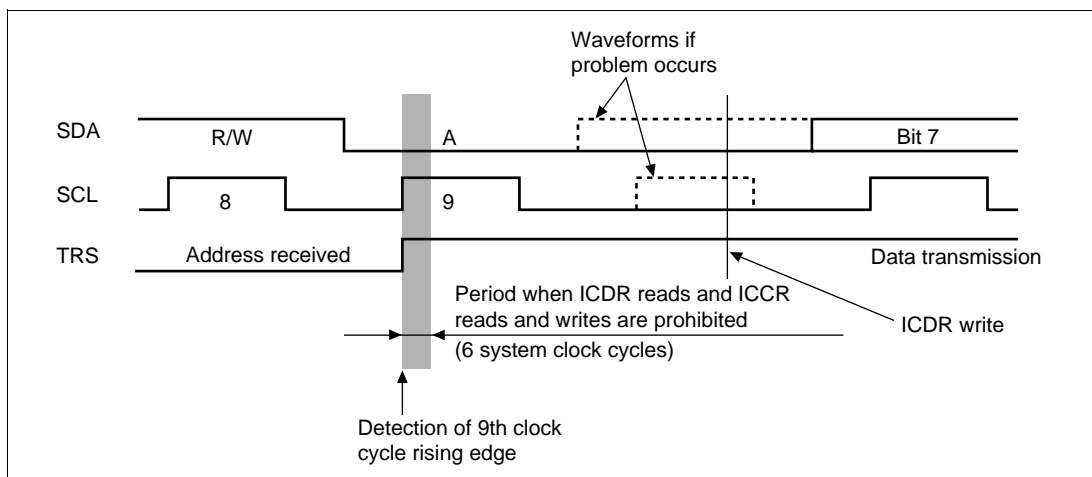 Waveforms if
problem occurs
SDA
R/W
A
Bit 7
SCL
8
9
TRS
Address received
Data transmission
Period when ICDR reads and ICCR
reads and writes are prohibited
(6 system clock cycles)
ICDR write
Detection of 9th clock
cycle rising edge